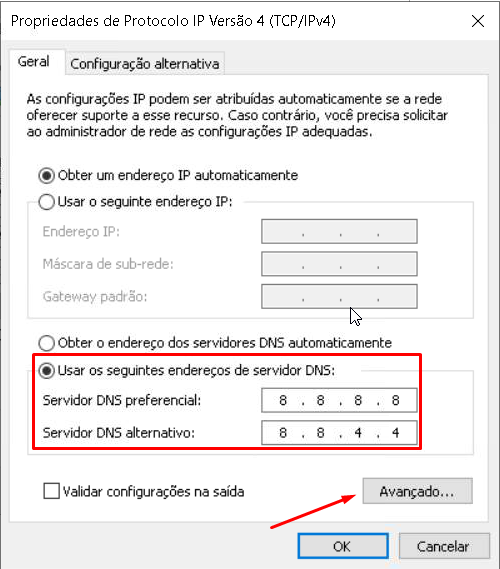 Propriedades de Protocolo IP Versão 4 (TCP/IPv4)
Geral
Configuração alternativa
As configurações IP podem ser atribuídas automaticamente se a rede
oferecer suporte a esse recurso. Caso contrário, você precisa solicitar
ao administrador de rede as configurações IP adequadas.
Obter um endereço IP automaticamente
Usar o seguinte endereço IP:
Endereço IP: . . .
Máscara de sub-rede: . . .
Gateway padrão: . . .
Obter o endereço dos servidores DNS automaticamente
Usar os seguintes endereços de servidor DNS:
Servidor DNS preferencial: 8 . 8 . 8 . 8
Servidor DNS alternativo: 8 . 8 . 4 . 4
Validar configurações na saída
Avançado...
OK
Cancelar